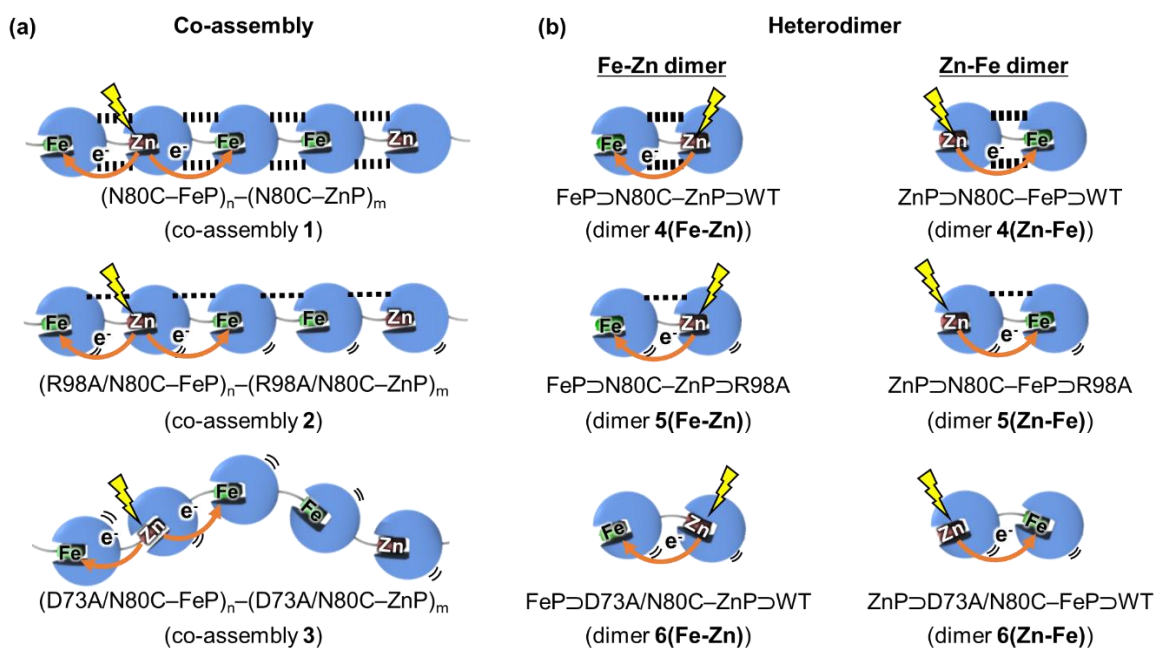 (a) Co-assembly
Fe Zn Fe Fe Zn
e- e-
(N80C–FeP)n–(N80C–ZnP)m
(co-assembly 1)
Fe Zn Fe Fe Zn
e- e-
(R98A/N80C–FeP)n–(R98A/N80C–ZnP)m
(co-assembly 2)
Fe Zn Fe Fe Zn
e- e-
(D73A/N80C–FeP)n–(D73A/N80C–ZnP)m
(co-assembly 3)
(b) Heterodimer
Fe-Zn dimer Zn-Fe dimer
Fe Zn Zn Fe
e- e-
FeP⊃N80C–ZnP⊃WT ZnP⊃N80C–FeP⊃WT
(dimer 4(Fe-Zn)) (dimer 4(Zn-Fe))
Fe Zn Zn Fe
e- e-
FeP⊃N80C–ZnP⊃R98A ZnP⊃N80C–FeP⊃R98A
(dimer 5(Fe-Zn)) (dimer 5(Zn-Fe))
Fe Zn Zn Fe
e- e-
FeP⊃D73A/N80C–ZnP⊃WT ZnP⊃D73A/N80C–FeP⊃WT
(dimer 6(Fe-Zn)) (dimer 6(Zn-Fe))